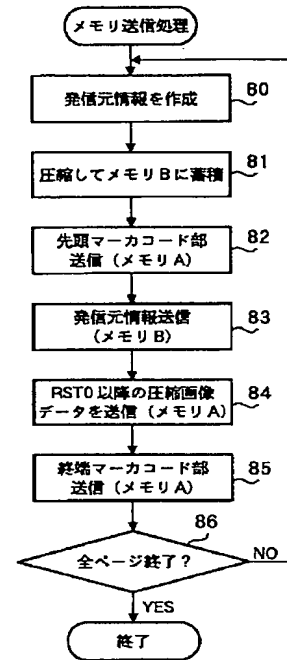 メモリ送信処理
発信元情報を作成
80
圧縮してメモリBに蓄積
81
先頭マーカコード部
送信(メモリA)
82
発信元情報送信
(メモリB)
83
RST0以降の圧縮画像
データを送信(メモリA)
84
終端マーカコード部
送信(メモリA)
85
86
全ページ終了?
NO
YES
終了